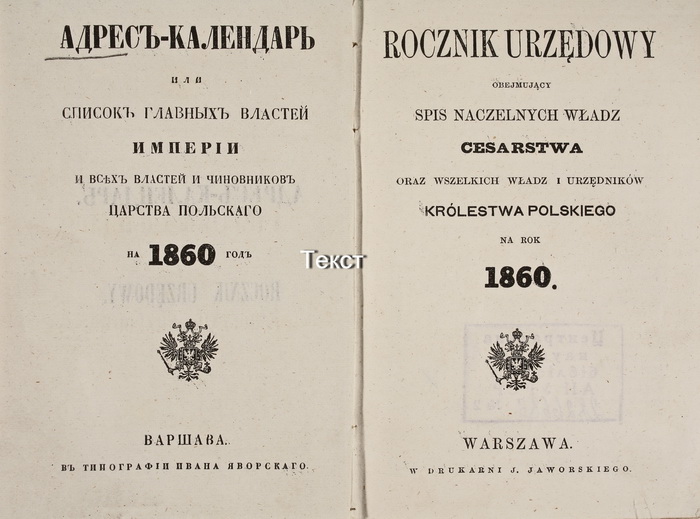 АДРЕСЪ-КАЛЕНДАРЬ
ИЛИ
СПИСОКЪ ГЛАВНЫХЪ ВЛАСТЕЙ
ИМПЕРІИ
И ВСѢХЪ ВЛАСТЕЙ И ЧИНОВНИКОВЪ
ЦАРСТВА ПОЛЬСКАГО
НА 1860 ГОДЪ
ВАРШАВА.
ВЪ ТИПОГРАФІИ ИВАНА ЯВОРСКАГО.
Текст
ROCZNIK URZĘDOWY
OBEJMUJĄCY
SPIS NACZELNYCH WŁADZ
CESARSTWA
ORAZ WSZELKICH WŁADZ I URZĘDNIKÓW
KRÓLESTWA POLSKIEGO
NA ROK
1860.
WARSZAWA.
W DRUKARNI J. JAWORSKIEGO.